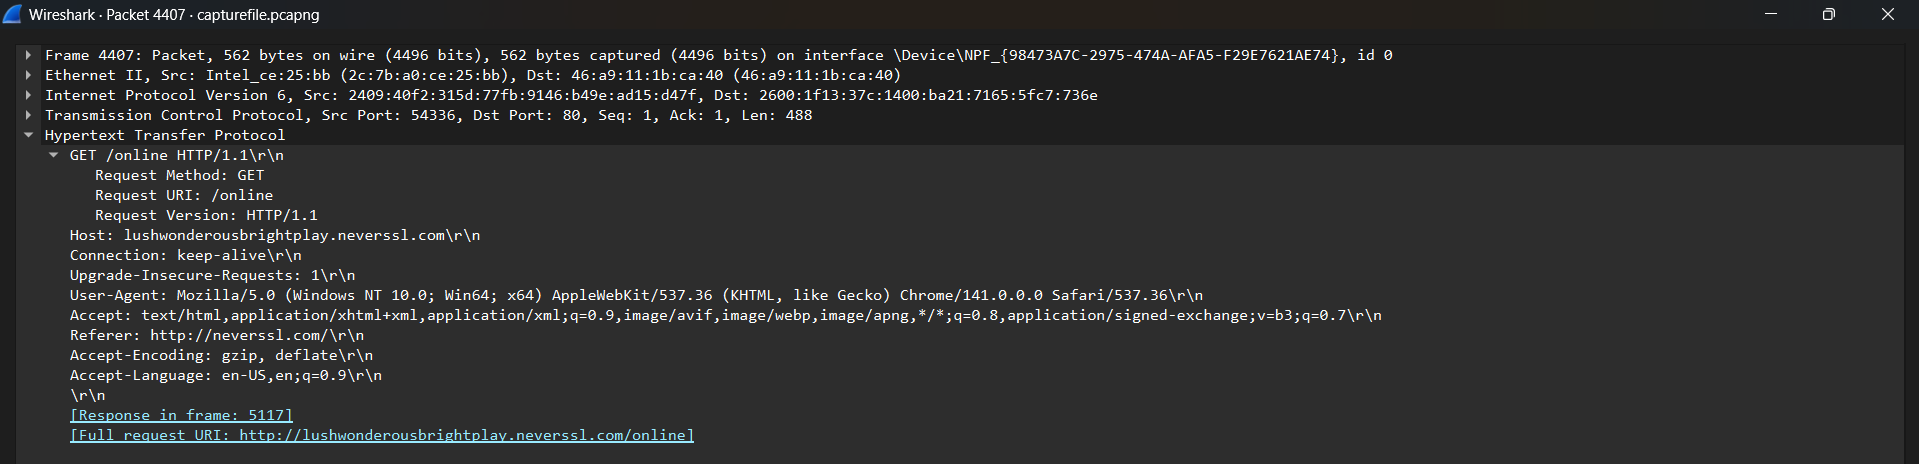 Wireshark · Packet 4407 · capturefile.pcapng
Frame 4407: Packet, 562 bytes on wire (4496 bits), 562 bytes captured (4496 bits) on interface \Device\NPF_{98473A7C-2975-474A-AFA5-F29E7621AE74}, id 0
Ethernet II, Src: Intel_ce:25:bb (2c:7b:a0:ce:25:bb), Dst: 46:a9:11:1b:ca:40 (46:a9:11:1b:ca:40)
Internet Protocol Version 6, Src: 2409:40f2:315d:77fb:9146:b49e:ad15:d47f, Dst: 2600:1f13:37c:1400:ba21:7165:5fc7:736e
Transmission Control Protocol, Src Port: 54336, Dst Port: 80, Seq: 1, Ack: 1, Len: 488
Hypertext Transfer Protocol
GET /online HTTP/1.1\r\n
Request Method: GET
Request URI: /online
Request Version: HTTP/1.1
Host: lushwonderousbrightplay.neverssl.com\r\n
Connection: keep-alive\r\n
Upgrade-Insecure-Requests: 1\r\n
User-Agent: Mozilla/5.0 (Windows NT 10.0; Win64; x64) AppleWebKit/537.36 (KHTML, like Gecko) Chrome/141.0.0.0 Safari/537.36\r\n
Accept: text/html,application/xhtml+xml,application/xml;q=0.9,image/avif,image/webp,image/apng,*/*;q=0.8,application/signed-exchange;v=b3;q=0.7\r\n
Referer: http://neverssl.com/\r\n
Accept-Encoding: gzip, deflate\r\n
Accept-Language: en-US,en;q=0.9\r\n
\r\n
[Response in frame: 5117]
[Full request URI: http://lushwonderousbrightplay.neverssl.com/online]